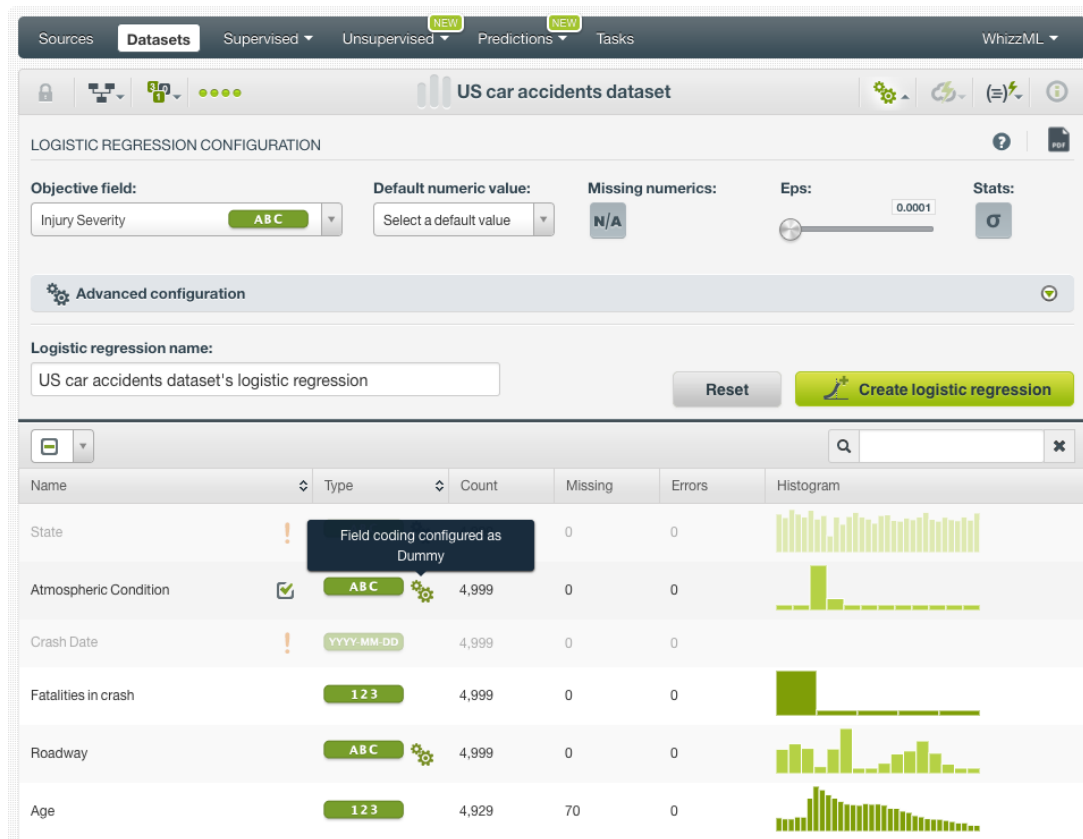 NEW NEW
Sources Datasets Supervised Unsupervised Predictions Tasks WhizzML
US car accidents dataset
LOGISTIC REGRESSION CONFIGURATION
PDF
Objective field: Default numeric value: Missing numerics: Eps: Stats:
Injury Severity ABC Select a default value N/A 0.0001 σ
Advanced configuration
Logistic regression name:
US car accidents dataset's logistic regression
Reset Create logistic regression
Name Type Count Missing Errors Histogram
State 0 0
Field coding configured as
Dummy
Atmospheric Condition ABC 4,999 0 0
Crash Date YYYY-MM-DD 4,999 0 0
Fatalities in crash 123 4,999 0 0
Roadway ABC 4,999 0 0
Age 123 4,929 70 0